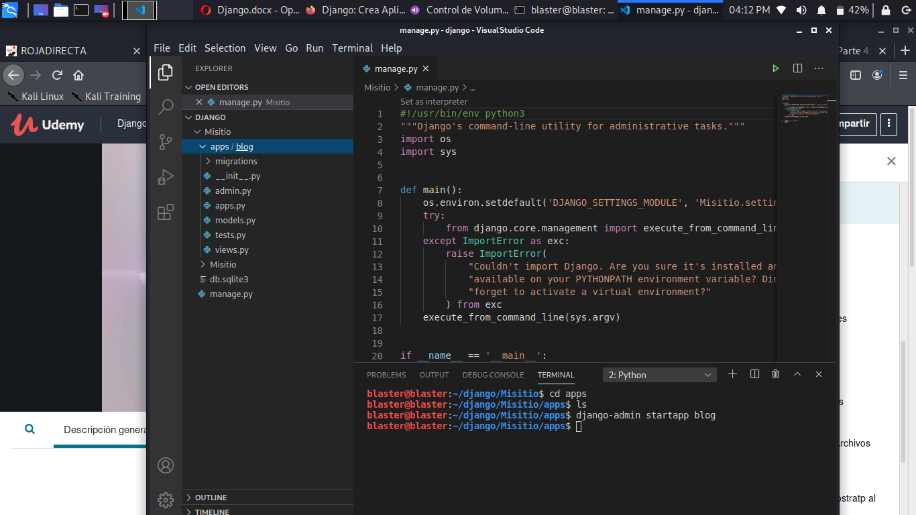 Django.docx - Op...
Django: Crea Apli...
Control de Volum...
blaster@blaster: ...
manage.py - djan...
04:12 PM
42%
manage.py - django - Visual Studio Code
ROJADIRECTA
Parte 4:
File Edit Selection View Go Run Terminal Help
Kali Linux
Kali Training
Udemy
Django
EXPLORER
OPEN EDITORS
manage.py Misitio
DJANGO
Misitio
apps / blog
migrations
__init__.py
admin.py
apps.py
models.py
tests.py
views.py
Misitio
db.sqlite3
manage.py
OUTLINE
TIMELINE
manage.py
Misitio > manage.py > ...
Set as interpreter
1 #!/usr/bin/env python3
2 """Django's command-line utility for administrative tasks."""
3 import os
4 import sys
5
6
7 def main():
8 os.environ.setdefault('DJANGO_SETTINGS_MODULE', 'Misitio.settin
9 try:
10 from django.core.management import execute_from_command_lin
11 except ImportError as exc:
12 raise ImportError(
13 "Couldn't import Django. Are you sure it's installed an
14 "available on your PYTHONPATH environment variable? Did
15 "forget to activate a virtual environment?"
16 ) from exc
17 execute_from_command_line(sys.argv)
18
19
20 if __name__ == '__main__':
PROBLEMS OUTPUT DEBUG CONSOLE TERMINAL
2: Python
blaster@blaster:~/django/Misitio$ cd apps
blaster@blaster:~/django/Misitio/apps$ ls
blaster@blaster:~/django/Misitio/apps$ django-admin startapp blog
blaster@blaster:~/django/Misitio/apps$
Descripción genera
mpartir
es
os
archivos
ostratp al